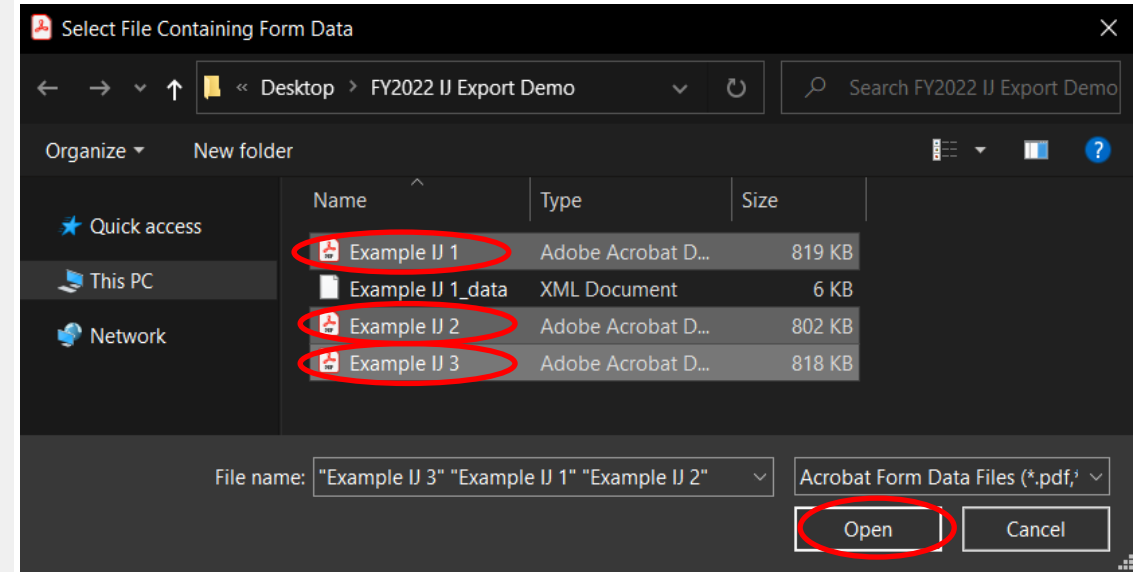 Select File Containing Form Data
« Desktop > FY2022 IJ Export Demo
Search FY2022 IJ Export Demo
Organize
New folder
?
Name
Type
Size
Quick access
This PC
Network
Example IJ 1
Adobe Acrobat D...
819 KB
Example IJ 1_data
XML Document
6 KB
Example IJ 2
Adobe Acrobat D...
802 KB
Example IJ 3
Adobe Acrobat D...
818 KB
File name:
"Example IJ 3" "Example IJ 1" "Example IJ 2"
Acrobat Form Data Files (*.pdf,*
Open
Cancel